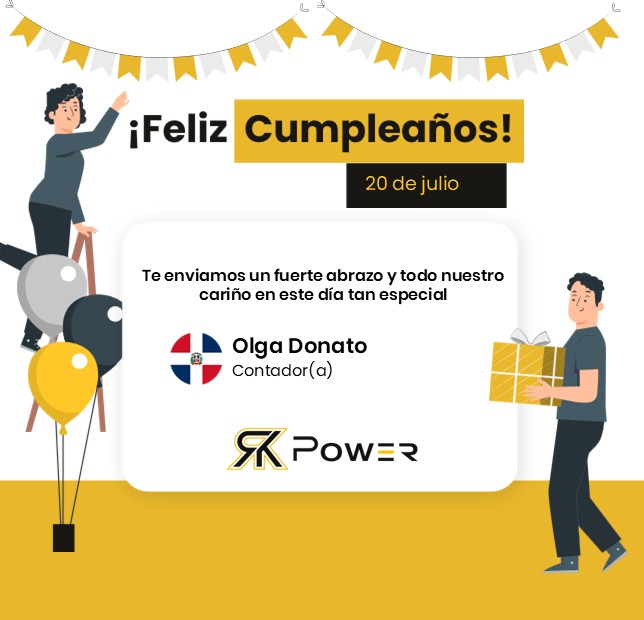 ¡Feliz Cumpleaños!
20 de julio
Te enviamos un fuerte abrazo y todo nuestro
cariño en este día tan especial
Olga Donato
Contador(a)
RK Power